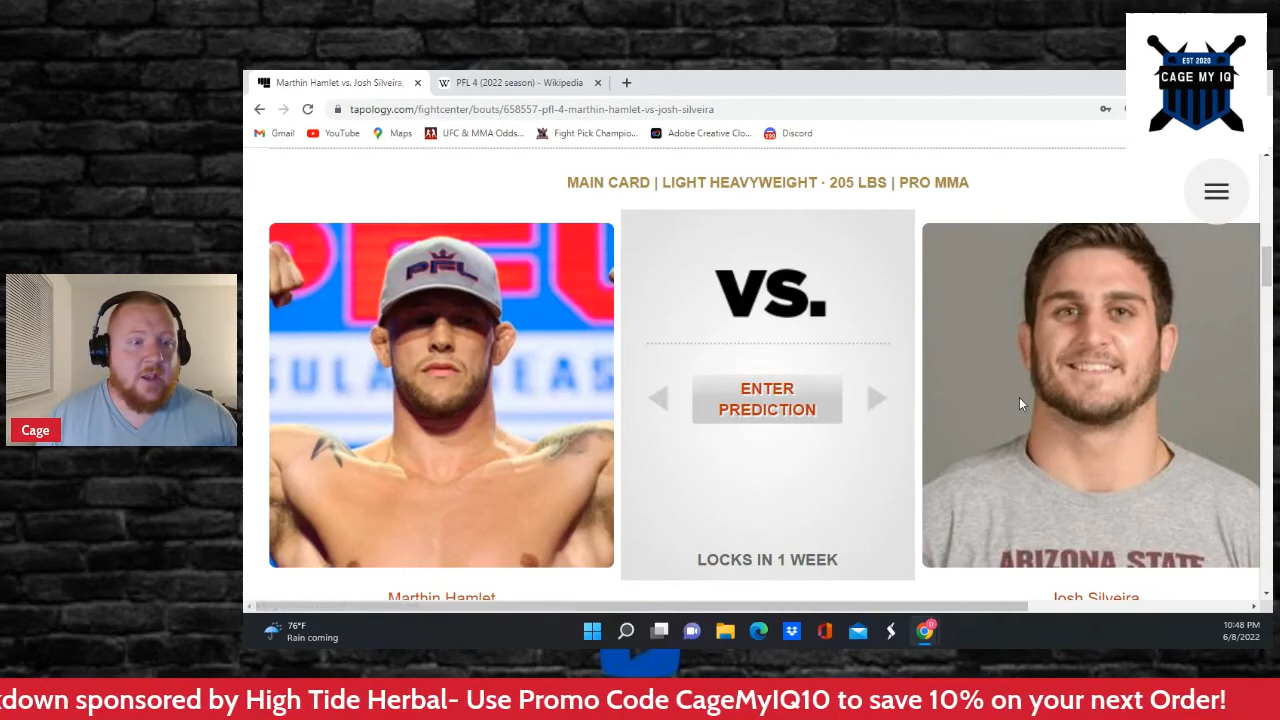 EST 2020
CAGE MY IQ
Marthin Hamlet vs. Josh Silveira,
PFL 4 (2022 season) - Wikipedia
tapology.com/fightcenter/bouts/658557-pfl-4-marthin-hamlet-vs-josh-silveira
Gmail
YouTube
Maps
UFC & MMA Odds...
Fight Pick Champio...
Adobe Creative Clo...
Discord
MAIN CARD | LIGHT HEAVYWEIGHT · 205 LBS | PRO MMA
PFL
VS.
ENTER
PREDICTION
LOCKS IN 1 WEEK
ARIZONA STATE
Marthin Hamlet
Josh Silveira
Cage
76°F
Rain coming
10:48 PM
6/8/2022
kdown sponsored by High Tide Herbal- Use Promo Code CageMyIQ10 to save 10% on your next Order!